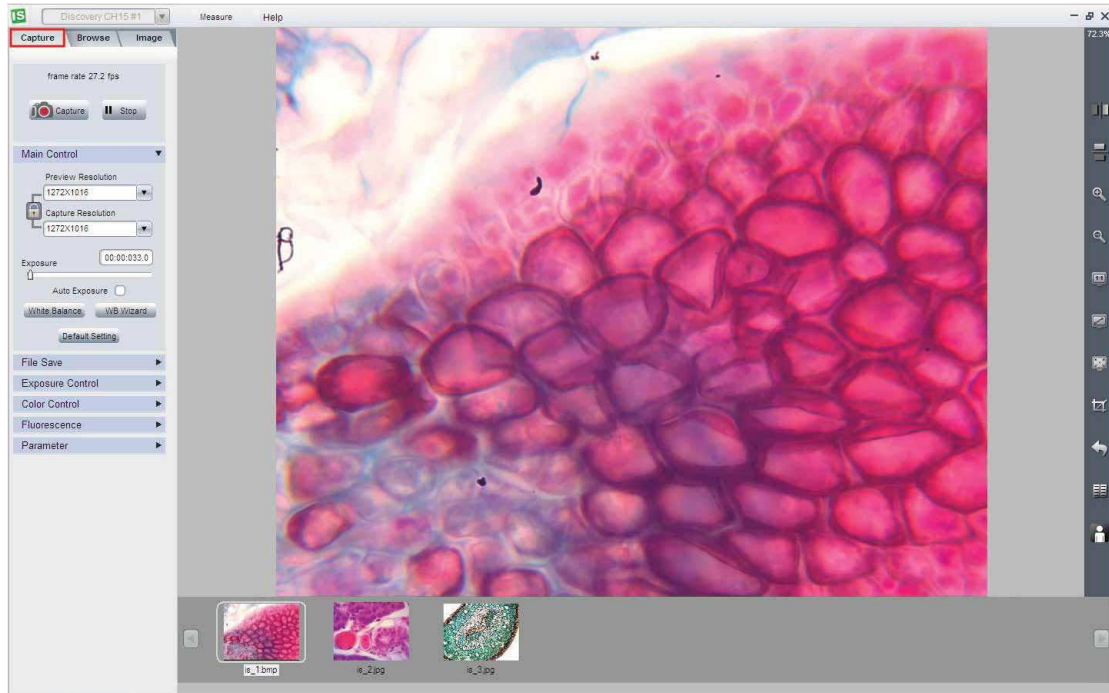 IS
Discovery CH15 #1
Measure Help
Capture Browse Image
72.3%
frame rate 27.2 fps
Capture Stop
Main Control
Preview Resolution
1272X1016
Capture Resolution
1272X1016
Exposure 00:00:033.0
Auto Exposure
White Balance WB Wizard
Default Setting
File Save
Exposure Control
Color Control
Fluorescence
Parameter
is_1.bmp is_2.jpg is_3.jpg